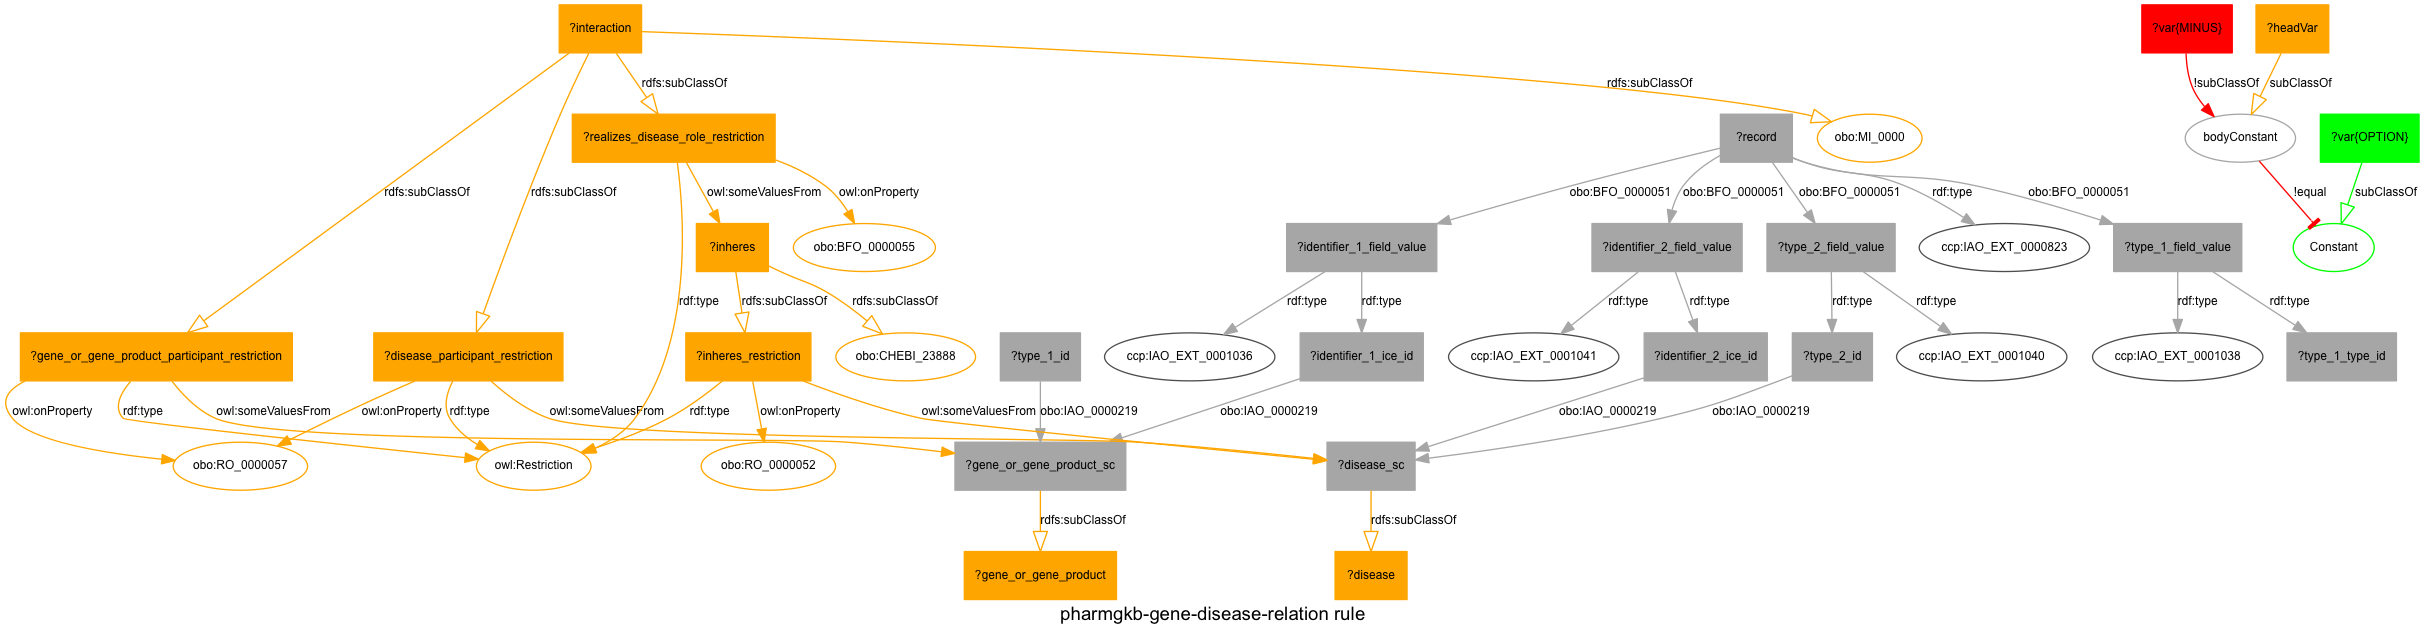 ?interaction
?var{MINUS}
?headVar
rdfs:subClassOf
rdfs:subClassOf
!subClassOf
subClassOf
?realizes_disease_role_restriction
?record
obo:MI_0000
bodyConstant
?var{OPTION}
rdfs:subClassOf
rdfs:subClassOf
owl:someValuesFrom
owl:onProperty
obo:BFO_0000051
obo:BFO_0000051
obo:BFO_0000051
rdf:type
obo:BFO_0000051
!equal
subClassOf
?inheres
obo:BFO_0000055
?identifier_1_field_value
?identifier_2_field_value
?type_2_field_value
ccp:IAO_EXT_0000823
?type_1_field_value
Constant
rdf:type
rdfs:subClassOf
rdfs:subClassOf
rdf:type
rdf:type
rdf:type
rdf:type
rdf:type
rdf:type
rdf:type
rdf:type
?gene_or_gene_product_participant_restriction
?disease_participant_restriction
?inheres_restriction
obo:CHEBI_23888
?type_1_id
ccp:IAO_EXT_0001036
?identifier_1_ice_id
ccp:IAO_EXT_0001041
?identifier_2_ice_id
?type_2_id
ccp:IAO_EXT_0001040
ccp:IAO_EXT_0001038
?type_1_type_id
owl:onProperty
rdf:type
owl:someValuesFrom
owl:onProperty
rdf:type
owl:someValuesFrom
rdf:type
owl:onProperty
owl:someValuesFrom
obo:IAO_0000219
obo:IAO_0000219
obo:IAO_0000219
obo:IAO_0000219
obo:RO_0000057
owl:Restriction
obo:RO_0000052
?gene_or_gene_product_sc
?disease_sc
rdfs:subClassOf
rdfs:subClassOf
?gene_or_gene_product
?disease
pharmgkb-gene-disease-relation rule